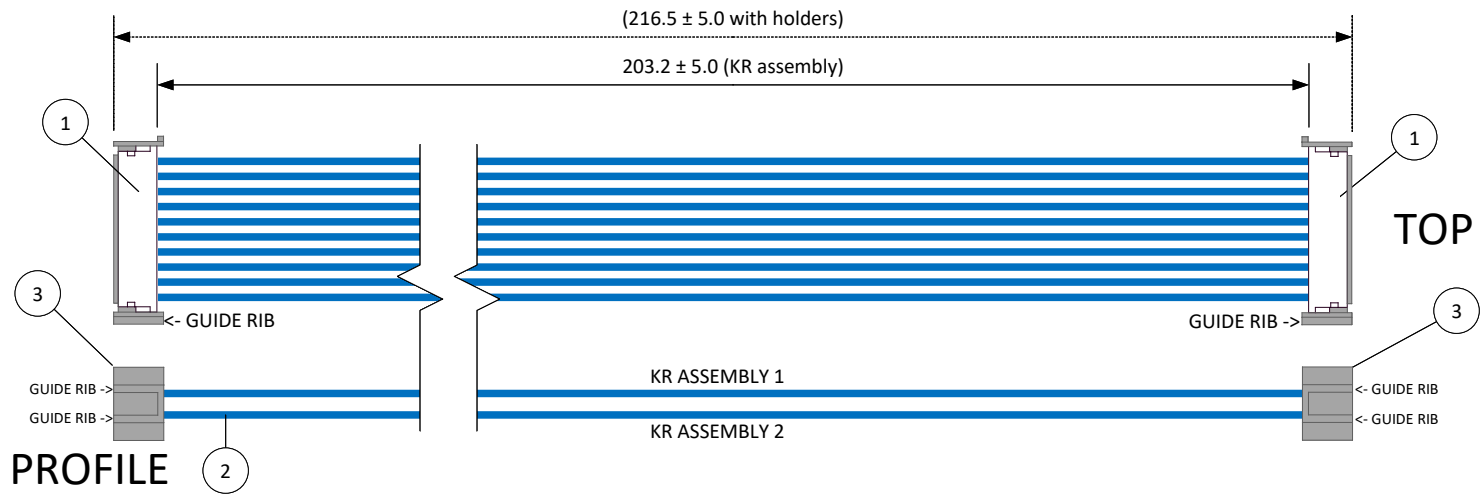 (216.5 ± 5.0 with holders)
203.2 ± 5.0 (KR assembly)
1
1
TOP
3
<- GUIDE RIB
GUIDE RIB ->
3
KR ASSEMBLY 1
GUIDE RIB ->
<- GUIDE RIB
GUIDE RIB ->
<- GUIDE RIB
KR ASSEMBLY 2
PROFILE
2